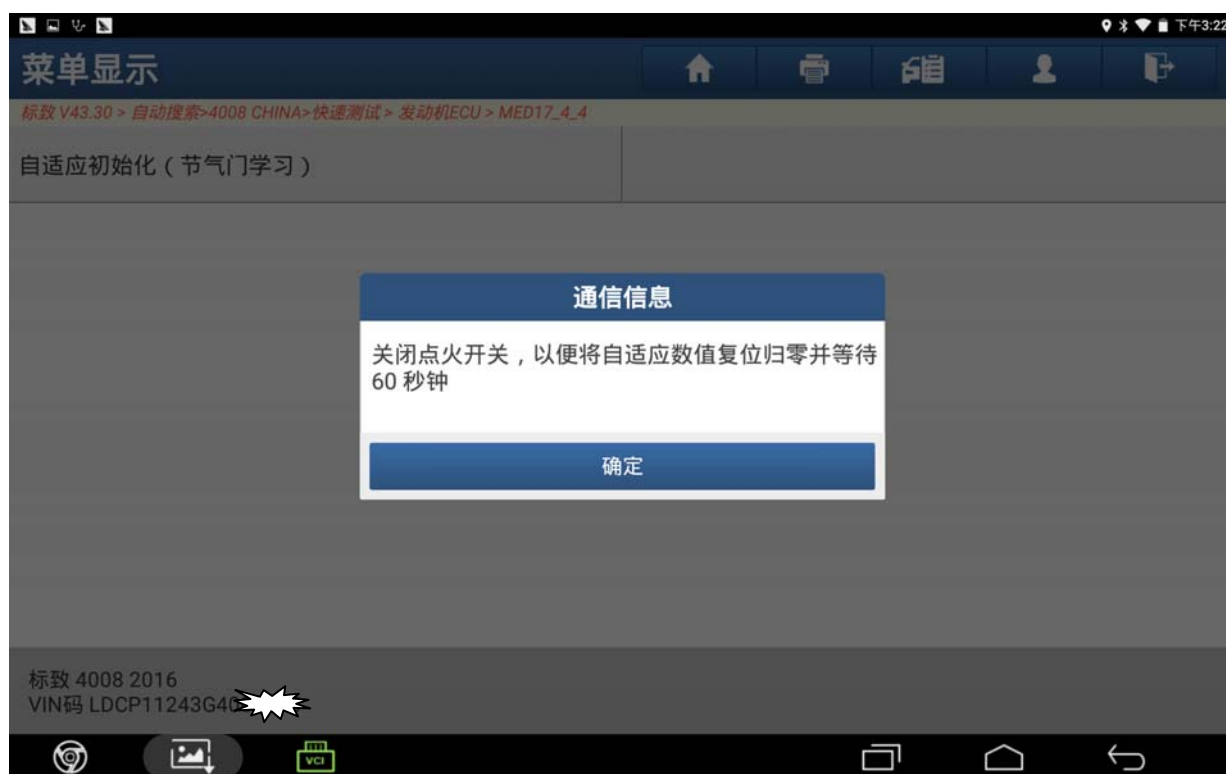 下午3:22
菜单显示
标致 V43.30 > 自动搜索>4008 CHINA>快速测试 > 发动机ECU > MED17_4_4
自适应初始化 ( 节气门学习 )
通信信息
关闭点火开关，以便将自适应数值复位归零并等待
60 秒钟
确定
标致 4008 2016
VIN码 LDCP11243G40
VCI